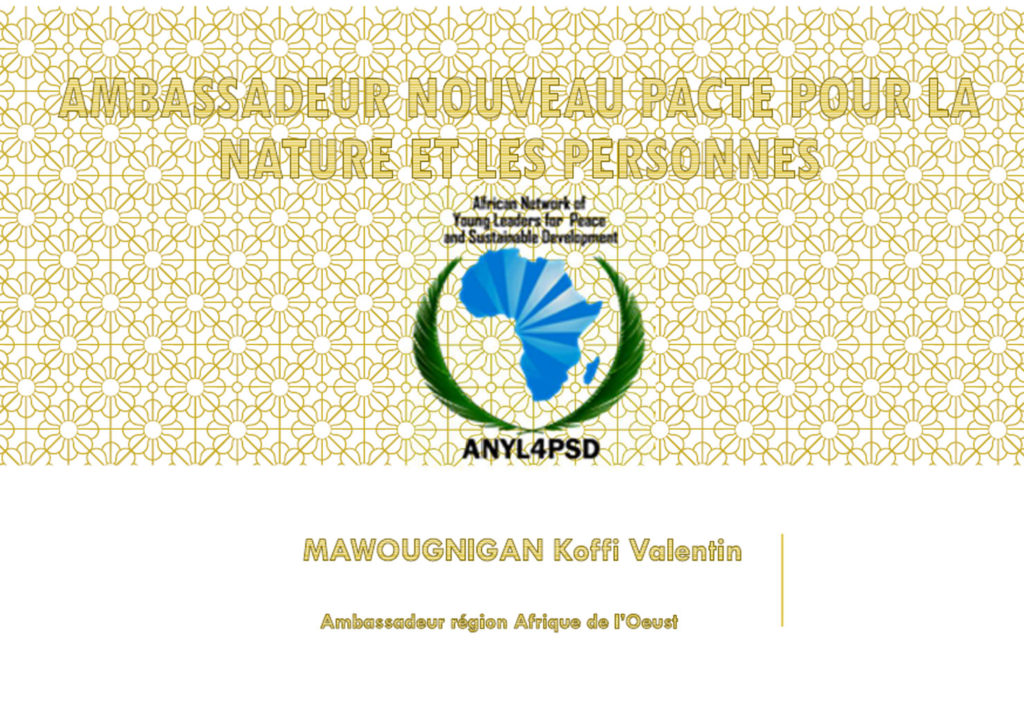 AMBASSADEUR NOUVEAU PACTE POUR LA
NATURE ET LES PERSONNES
African Network of
Young Leaders for Peace
and Sustainable Development
ANYL4PSD
MAWOUGNIGAN Koffi Valentin
Ambassadeur région Afrique de l'Oeust